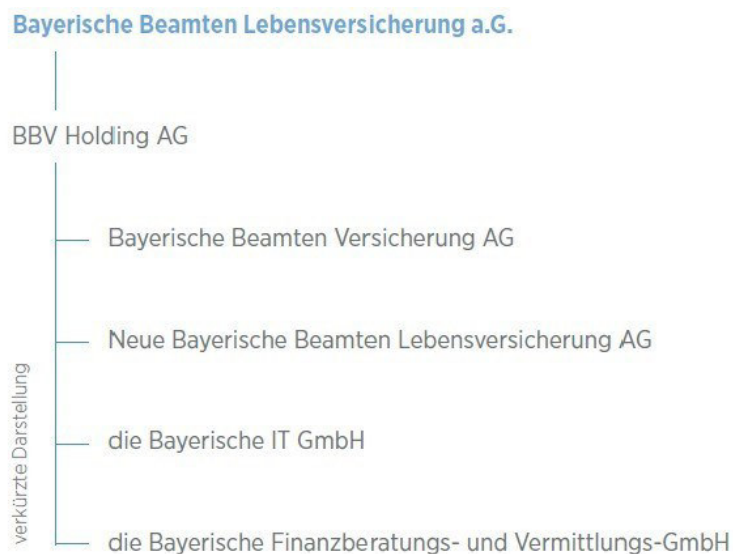 Bayerische Beamten Lebensversicherung a.G.
BBV Holding AG
Bayerische Beamten Versicherung AG
Neue Bayerische Beamten Lebensversicherung AG
die Bayerische IT GmbH
die Bayerische Finanzberatungs- und Vermittlungs-GmbH
verkürzte Darstellung